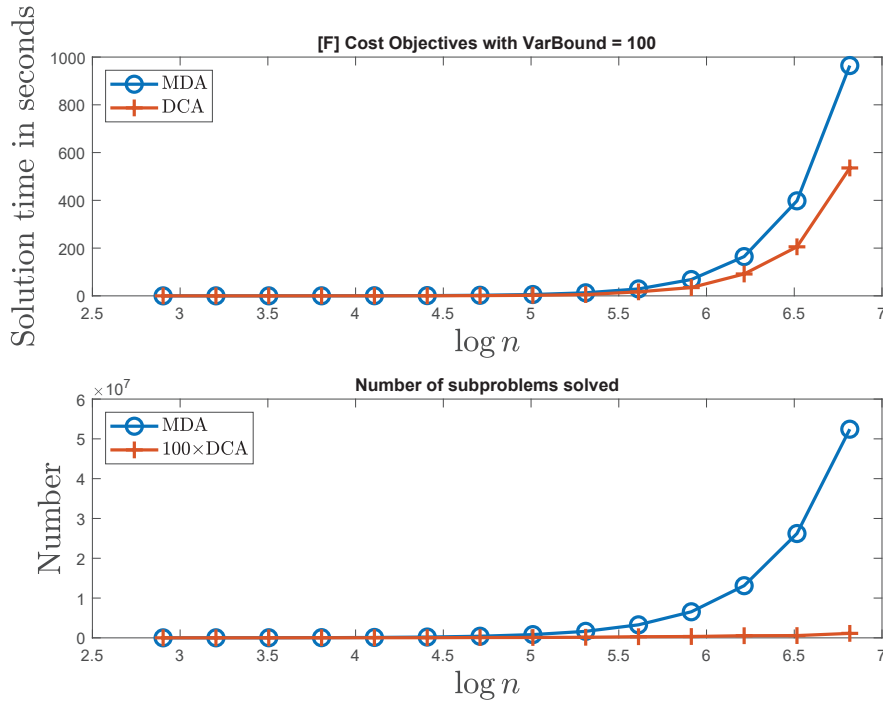 [F] Cost Objectives with VarBound = 100
Solution time in seconds
1000
800
600
400
200
0
MDA
DCA
2.5 3 3.5 4 4.5 5 5.5 6 6.5 7
log n
Number of subproblems solved
×10^7
Number
6
5
4
3
2
1
0
MDA
100×DCA
2.5 3 3.5 4 4.5 5 5.5 6 6.5 7
log n